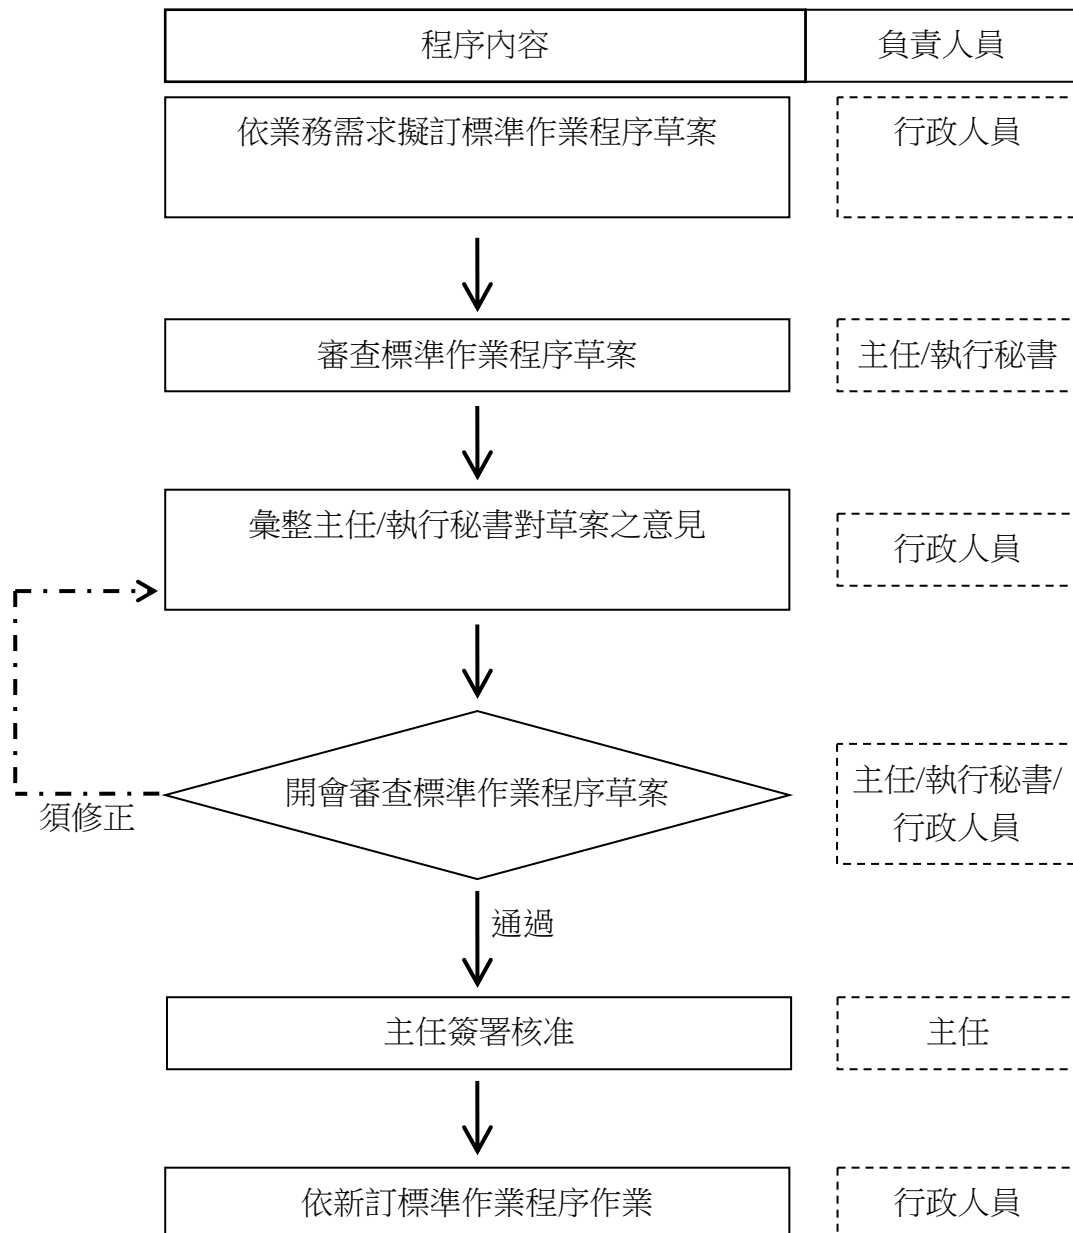 程序內容
負責人員
依業務需求擬訂標準作業程序草案
行政人員
審查標準作業程序草案
主任/執行秘書
彙整主任/執行秘書對草案之意見
行政人員
開會審查標準作業程序草案
主任/執行秘書/
行政人員
須修正
通過
主任簽署核准
主任
依新訂標準作業程序作業
行政人員